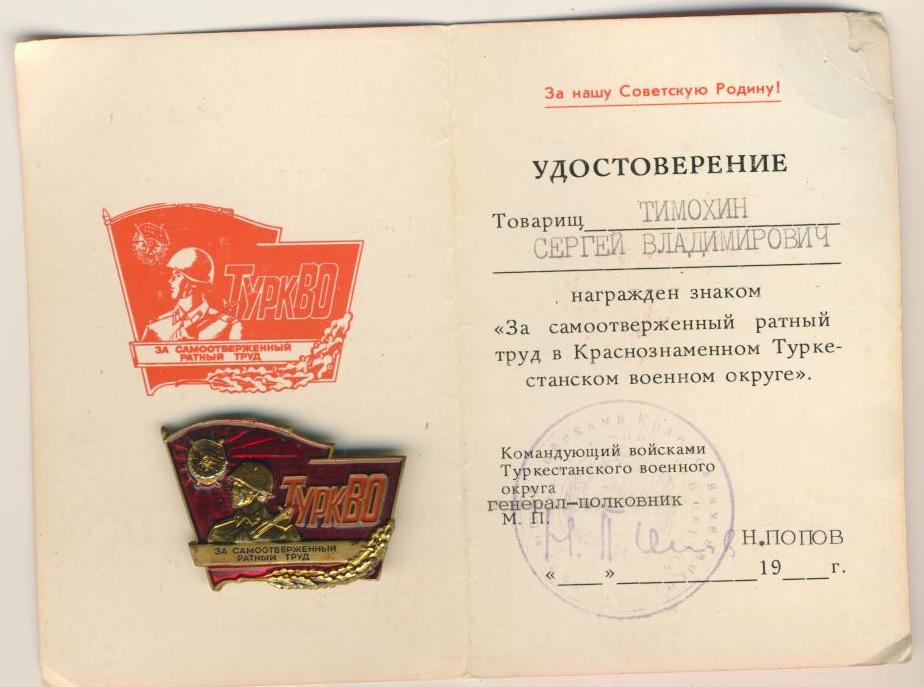 ТуркВО
ЗА САМООТВЕРЖЕННЫЙ
РАТНЫЙ ТРУД
ТуркВО
ЗА САМООТВЕРЖЕННЫЙ
РАТНЫЙ ТРУД
За нашу Советскую Родину!
УДОСТОВЕРЕНИЕ
Товарищ ТИМОХИН
СЕРГЕЙ ВЛАДИМИРОВИЧ
награжден знаком
«За самоотверженный ратный
труд в Краснознаменном Турке-
станском военном округе».
Командующий войсками
Туркестанского военного
округа
генерал-полковник
М. П.
Н.ПОПОВ
«____»____________19___г.